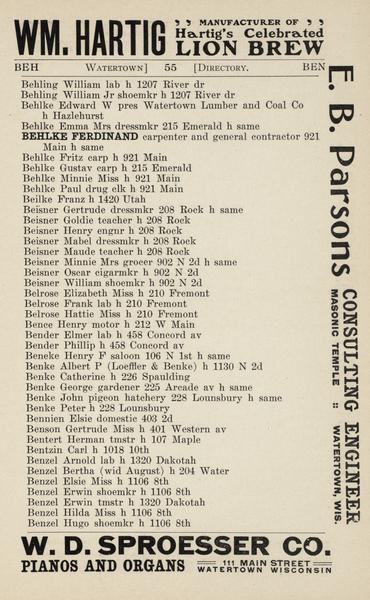 WM. HARTIG
” ” MANUFACTURER OF ” ”
Hartig's Celebrated
LION BREW
BEH Watertown] 55 [Directory. BEN
Behling William lab h 1207 River dr
Behling William Jr shoemkr h 1207 River dr
Behlke Edward W pres Watertown Lumber and Coal Co
h Hazlehurst
Behlke Emma Mrs dressmkr 215 Emerald h same
BEHLKE FERDINAND carpenter and general contractor 921
Main h same
Behlke Fritz carp h 921 Main
Behlke Gustav carp h 215 Emerald
Behlke Minnie Miss h 921 Main
Behlke Paul drug clk h 921 Main
Beilke Franz h 1420 Utah
Beisner Gertrude dressmkr 208 Rock h same
Beisner Goldie teacher h 208 Rock
Beisner Henry engnr h 208 Rock
Beisner Mabel dressmkr h 208 Rock
Beisner Maude teacher h 208 Rock
Beisner Minnie Mrs grocer 902 N 2d h same
Beisner Oscar eigarmkr h 902 N 2d
Beisner William shoemkr h 902 N 2d
Belrose Elizabeth Miss h 210 Fremont
Belrose Frank lab h 210 Fremont
Belrose Hattie Miss h 210 Fremont
Bence Henry motor h 212 W Main
Bender Elmer lab h 458 Concord av
Bender Phillip h 458 Concord av
Beneke Henry F saloon 106 N 1st h same
Benke Albert P (Loeffler & Benke) h 1130 N 2d
Benke Catherine h 226 Spaulding
Benke George gardener 225 Arcade av h same
Benke John pigeon hatchery 228 Lounsbury h same
Benke Peter h 228 Lounsbury
Bennien Elsie domestic 403 2d
Benson Gertrude Miss h 401 Western av
Bentert Herman tmstr h 107 Maple
Bentzin Carl h 1018 10th
Benzel Arnold lab h 1320 Dakotah
Benzel Bertha (wid August) h 204 Water
Benzel Elsie Miss h 1106 8th
Benzel Erwin shoemkr h 1106 8th
Benzel Erwin tmstr h 1320 Dakotah
Benzel Hilda Miss h 1106 8th
Benzel Hugo shoemkr h 1106 8th
E. B. Parsons
CONSULTING ENGINEER
MASONIC TEMPLE :: WATERTOWN, WIS.
W. D. SPROESSER CO.
PIANOS AND ORGANS
111 MAIN STREET
WATERTOWN WISCONSIN